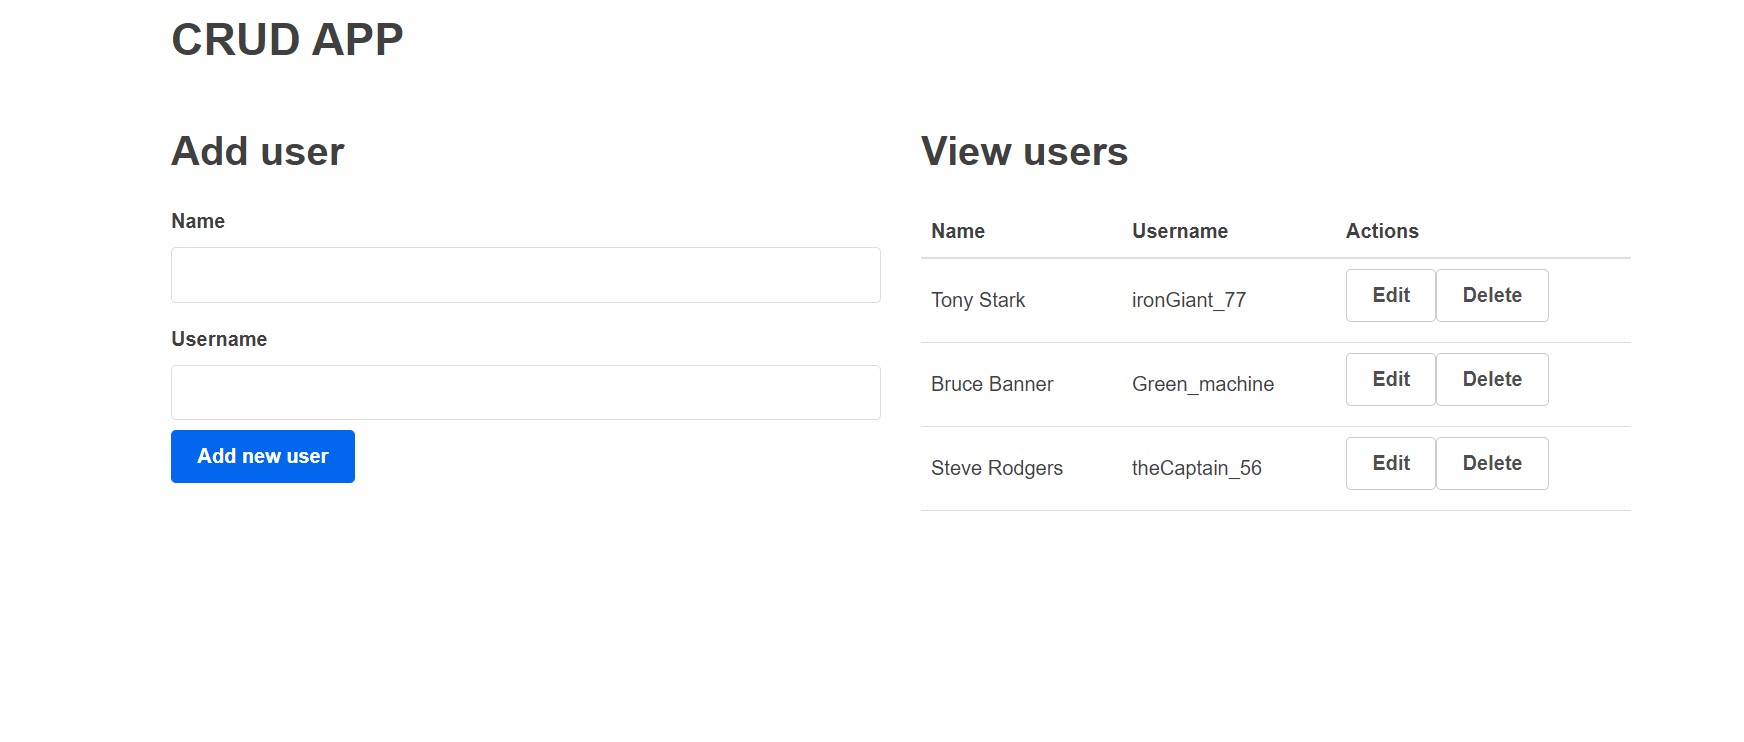 CRUD APP
Add user
Name
Username
Add new user
View users
Name Username Actions
Tony Stark ironGiant_77 Edit Delete
Bruce Banner Green_machine Edit Delete
Steve Rodgers theCaptain_56 Edit Delete